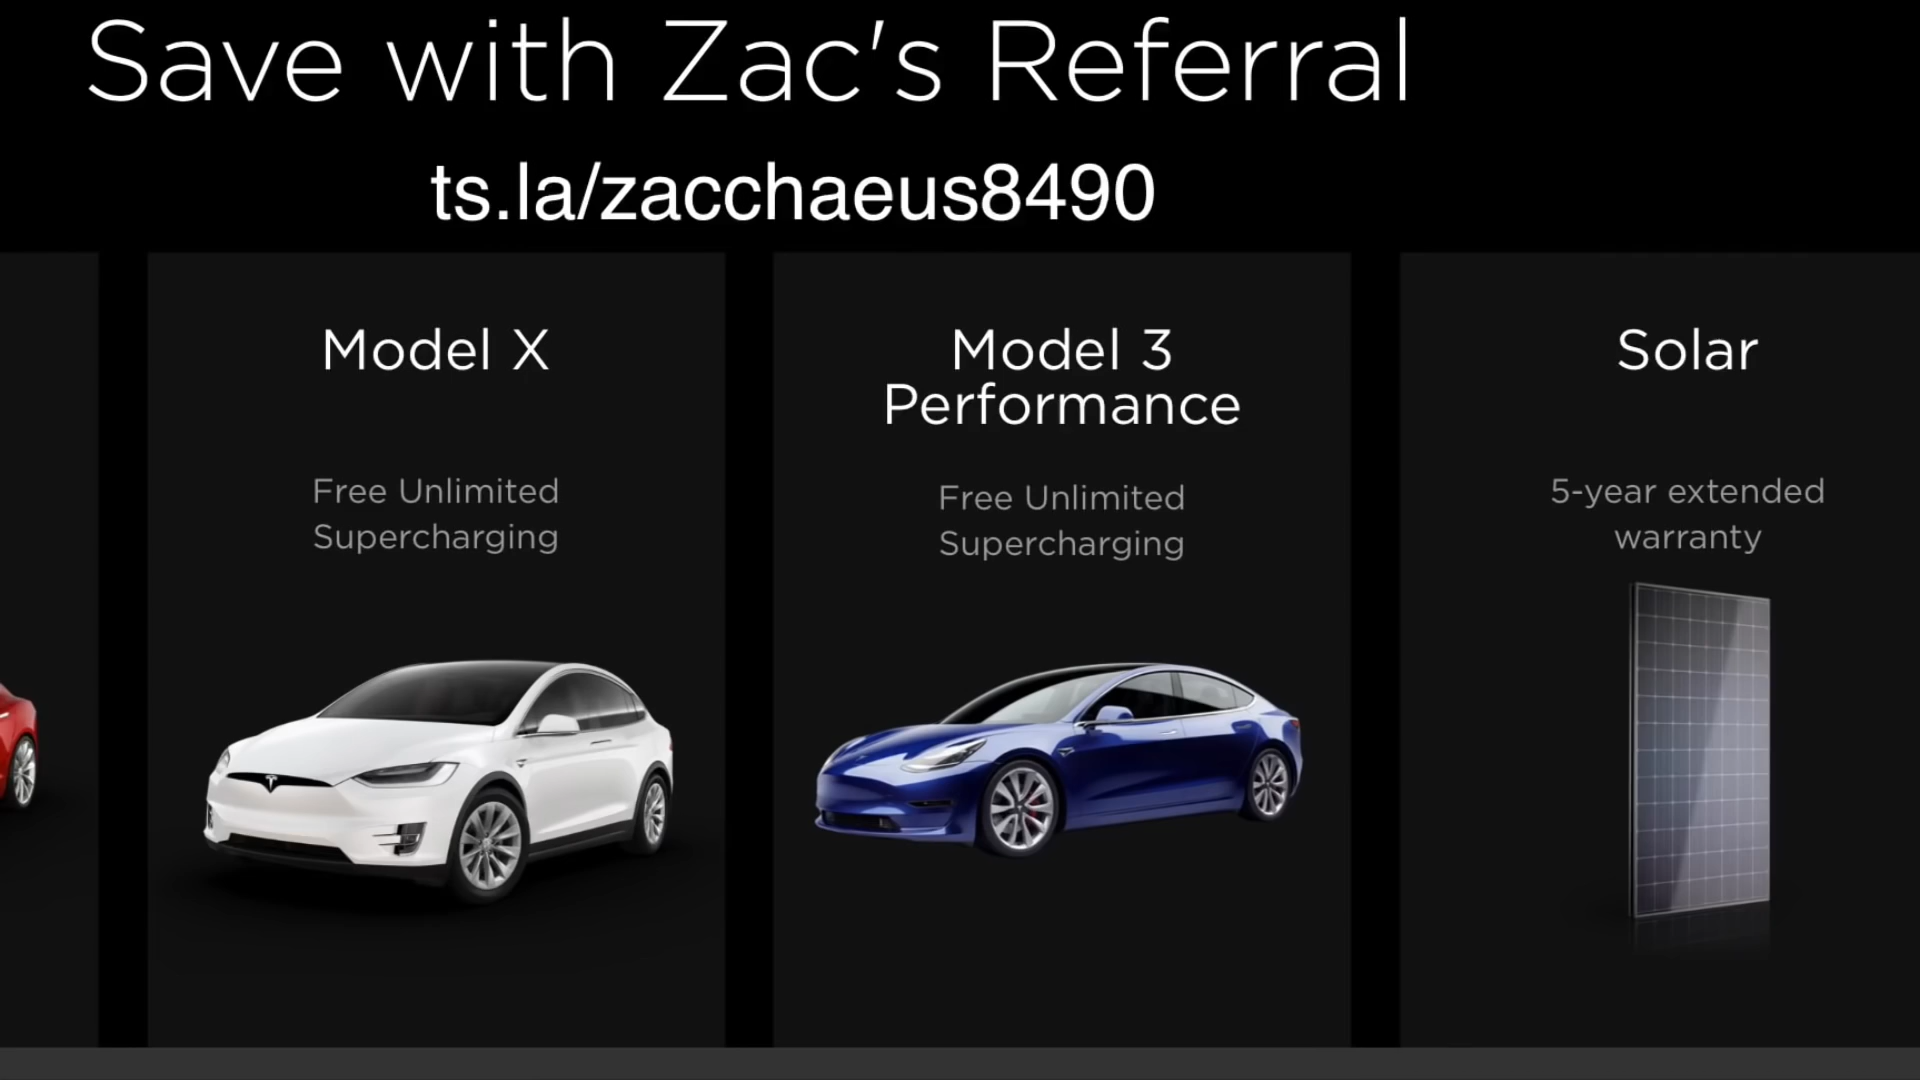 Save with Zac's Referral
ts.la/zacchaeus8490
Model X
Free Unlimited
Supercharging
Model 3
Performance
Free Unlimited
Supercharging
Solar
5-year extended
warranty